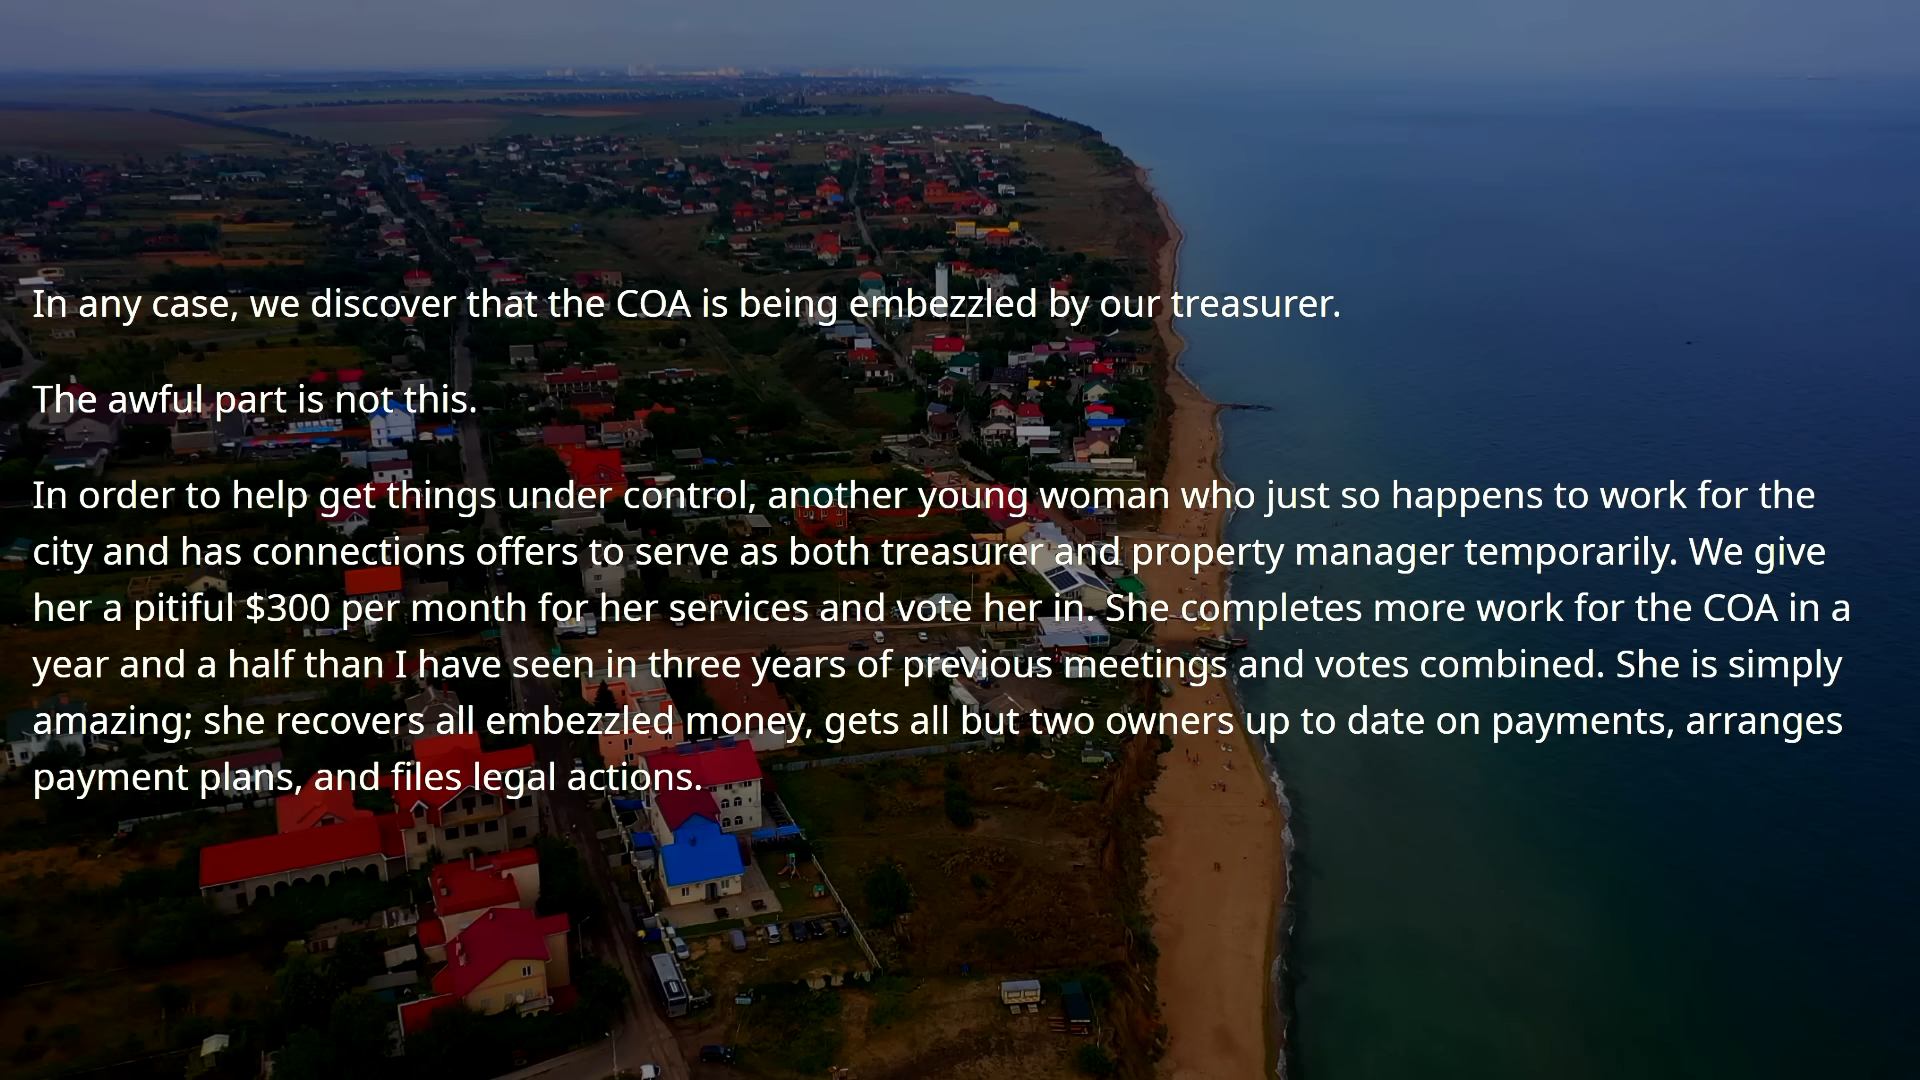 In any case, we discover that the COA is being embezzled by our treasurer.
The awful part is not this.
In order to help get things under control, another young woman who just so happens to work for the
city and has connections offers to serve as both treasurer and property manager temporarily. We give
her a pitiful $300 per month for her services and vote her in. She completes more work for the COA in a
year and a half than I have seen in three years of previous meetings and votes combined. She is simply
amazing; she recovers all embezzled money, gets all but two owners up to date on payments, arranges
payment plans, and files legal actions.